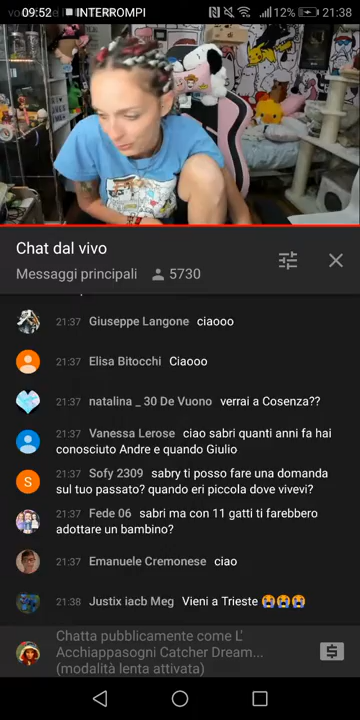 09:52 INTERROMPI 12% 21:38
Chat dal vivo
Messaggi principali 5730
21:37 Giuseppe Langone ciaooo
21:37 Elisa Bitocchi Ciaooo
21:37 natalina _ 30 De Vuono verrai a Cosenza??
21:37 Vanessa Lerose ciao sabri quanti anni fa hai
conosciuto Andre e quando Giulio
S 21:37 Sofy 2309 sabry ti posso fare una domanda
sul tuo passato? quando eri piccola dove vivevi?
21:37 Fede 06 sabri ma con 11 gatti ti farebbero
adottare un bambino?
21:37 Emanuele Cremonese ciao
21:38 Justix iacb Meg Vieni a Trieste 😭😭😭
Chatta pubblicamente come L'
Acchiappasogni Catcher Dream...
(modalità lenta attivata)